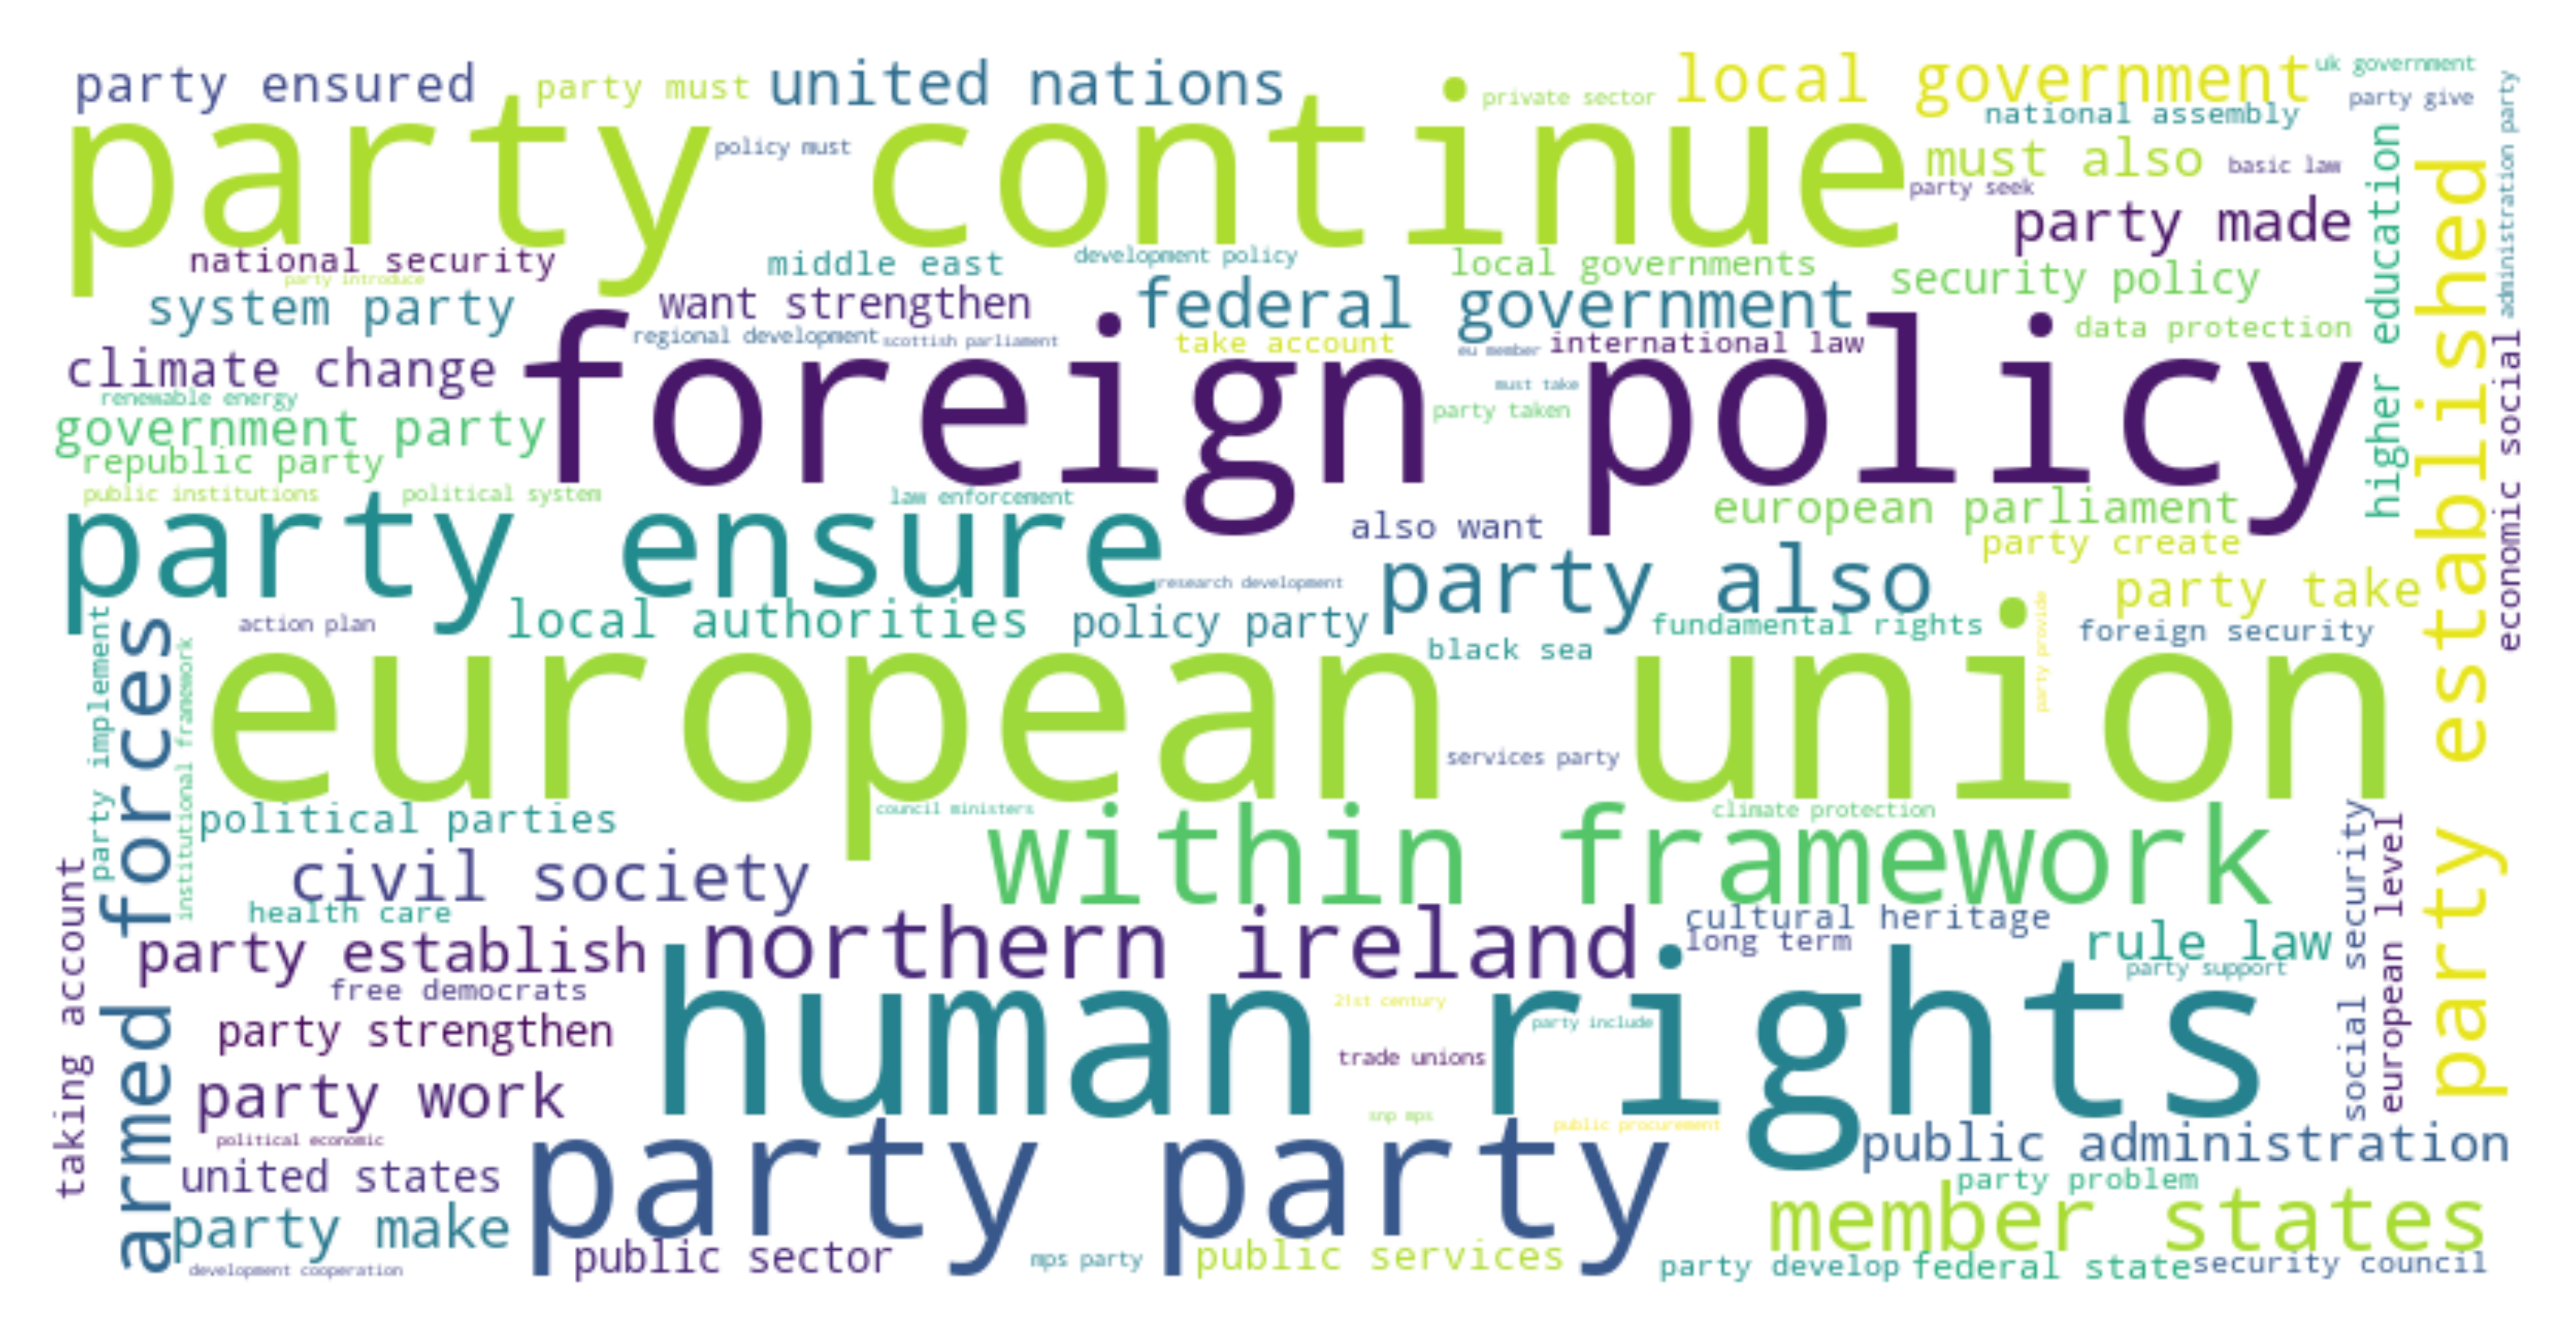 party ensured
party must
united nations
private sector
local government
uk government
party give
national assembly
party continue
policy must
must also
basic law
party seek
party made
higher education
party established
administration party
national security
party introduce
middle east
development policy
local governments
security policy
system party
want strengthen
federal government
data protection
regional development
scottish parliament
take account
eu member
international law
climate change
foreign policy
must take
renewable energy
party taken
government party
republic party
economic social
public institutions
political system
law enforcement
european parliament
party ensure
also want
party create
research development
party also
party take
local authorities
policy party
fundamental rights
foreign security
action plan
black sea
party provide
party implement
armed forces
institutional framework
european union
services party
political parties
council ministers
climate protection
within framework
civil society
social security
european level
taking account
health care
northern ireland
cultural heritage
long term
rule law
party establish
party support
free democrats
human rights
21st century
party strengthen
party include
trade unions
party work
snp mps
public procurement
political economic
party party
public administration
united states
party problem
party make
member states
public sector
mps party
public services
party develop
federal state
security council
development cooperation